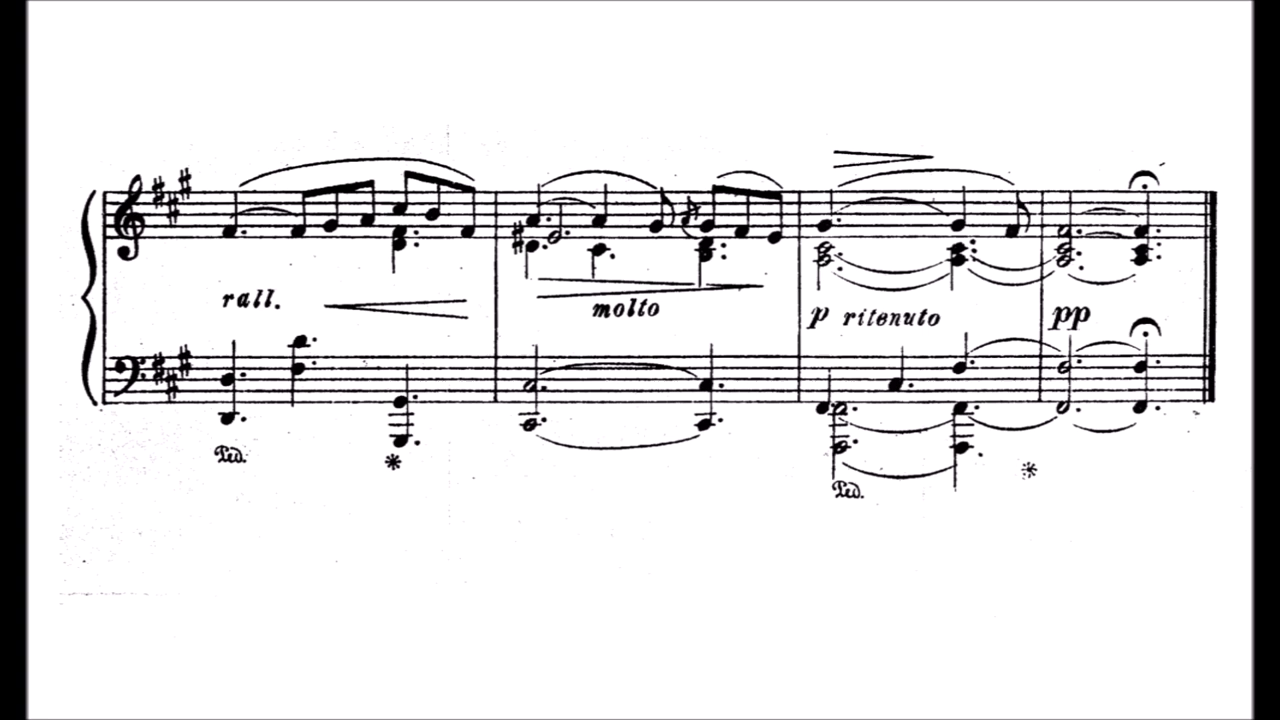 rall.
molto
p ritenuto
pp
Ped.
Ped.